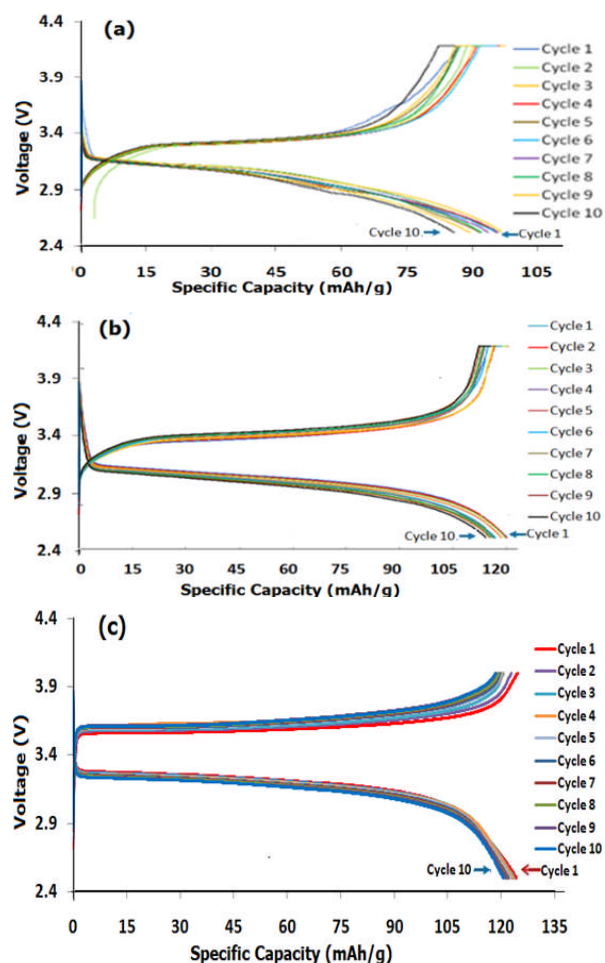 (a)
4.4
3.9
3.4
2.9
2.4
Voltage (V)
Cycle 1
Cycle 2
Cycle 3
Cycle 4
Cycle 5
Cycle 6
Cycle 7
Cycle 8
Cycle 9
Cycle 10
Cycle 10
Cycle 1
0 15 30 45 60 75 90 105
Specific Capacity (mAh/g)
(b)
4.4
3.9
3.4
2.9
2.4
Voltage (V)
Cycle 1
Cycle 2
Cycle 3
Cycle 4
Cycle 5
Cycle 6
Cycle 7
Cycle 8
Cycle 9
Cycle 10
Cycle 10
Cycle 1
0 15 30 45 60 75 90 105 120
Specific Capacity (mAh/g)
(c)
4.4
3.9
3.4
2.9
2.4
Voltage (V)
Cycle 1
Cycle 2
Cycle 3
Cycle 4
Cycle 5
Cycle 6
Cycle 7
Cycle 8
Cycle 9
Cycle 10
Cycle 10
Cycle 1
0 15 30 45 60 75 90 105 120 135
Specific Capacity (mAh/g)